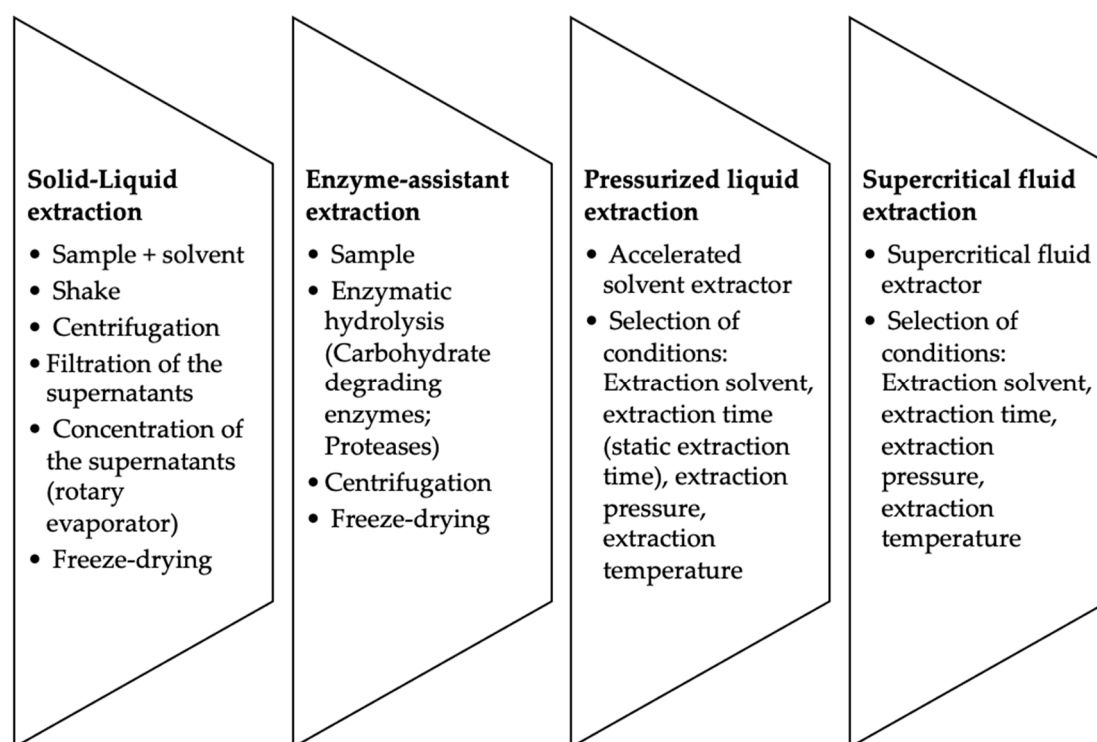 Solid-Liquid
extraction
• Sample + solvent
• Shake
• Centrifugation
• Filtration of the
supernatants
• Concentration of
the supernatants
(rotary
evaporator)
• Freeze-drying
Enzyme-assistant
extraction
• Sample
• Enzymatic
hydrolysis
(Carbohydrate
degrading
enzymes;
Proteases)
• Centrifugation
• Freeze-drying
Pressurized liquid
extraction
• Accelerated
solvent extractor
• Selection of
conditions:
Extraction solvent,
extraction time
(static extraction
time), extraction
pressure,
extraction
temperature
Supercritical fluid
extraction
• Supercritical fluid
extractor
• Selection of
conditions:
Extraction solvent,
extraction time,
extraction
pressure,
extraction
temperature